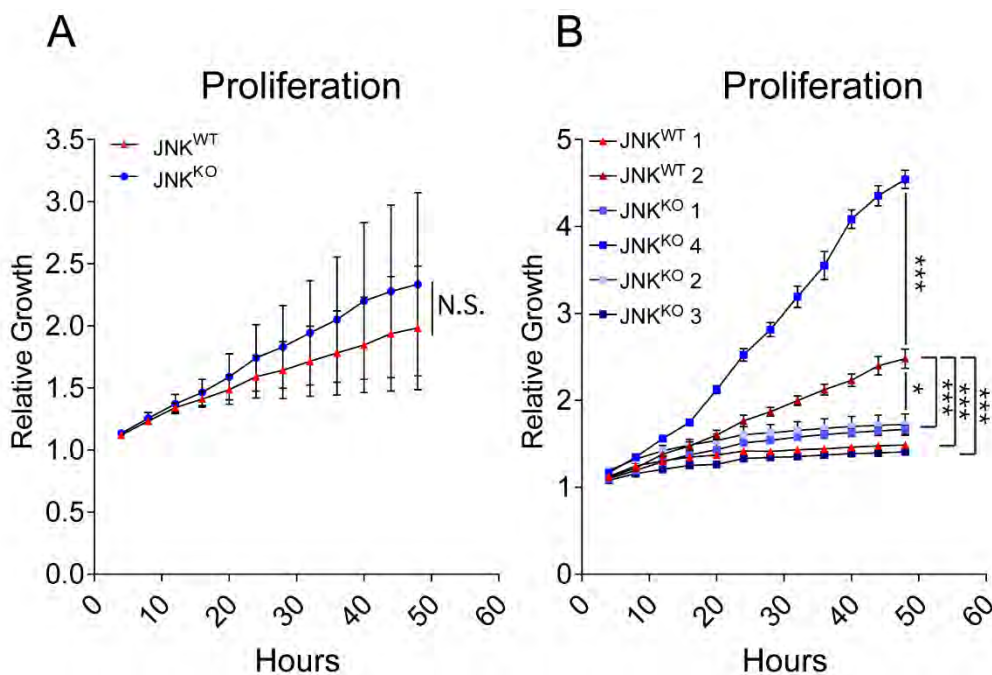 A
Proliferation
3.5
3.0
2.5
2.0
1.5
1.0
0.5
0.0
Relative Growth
JNK^WT
JNK^KO
N.S.
0
10
20
30
40
50
60
Hours
B
Proliferation
5
4
3
2
1
0
Relative Growth
JNK^WT 1
JNK^WT 2
JNK^KO 1
JNK^KO 4
JNK^KO 2
JNK^KO 3
***
*
***
***
***
0
10
20
30
40
50
60
Hours